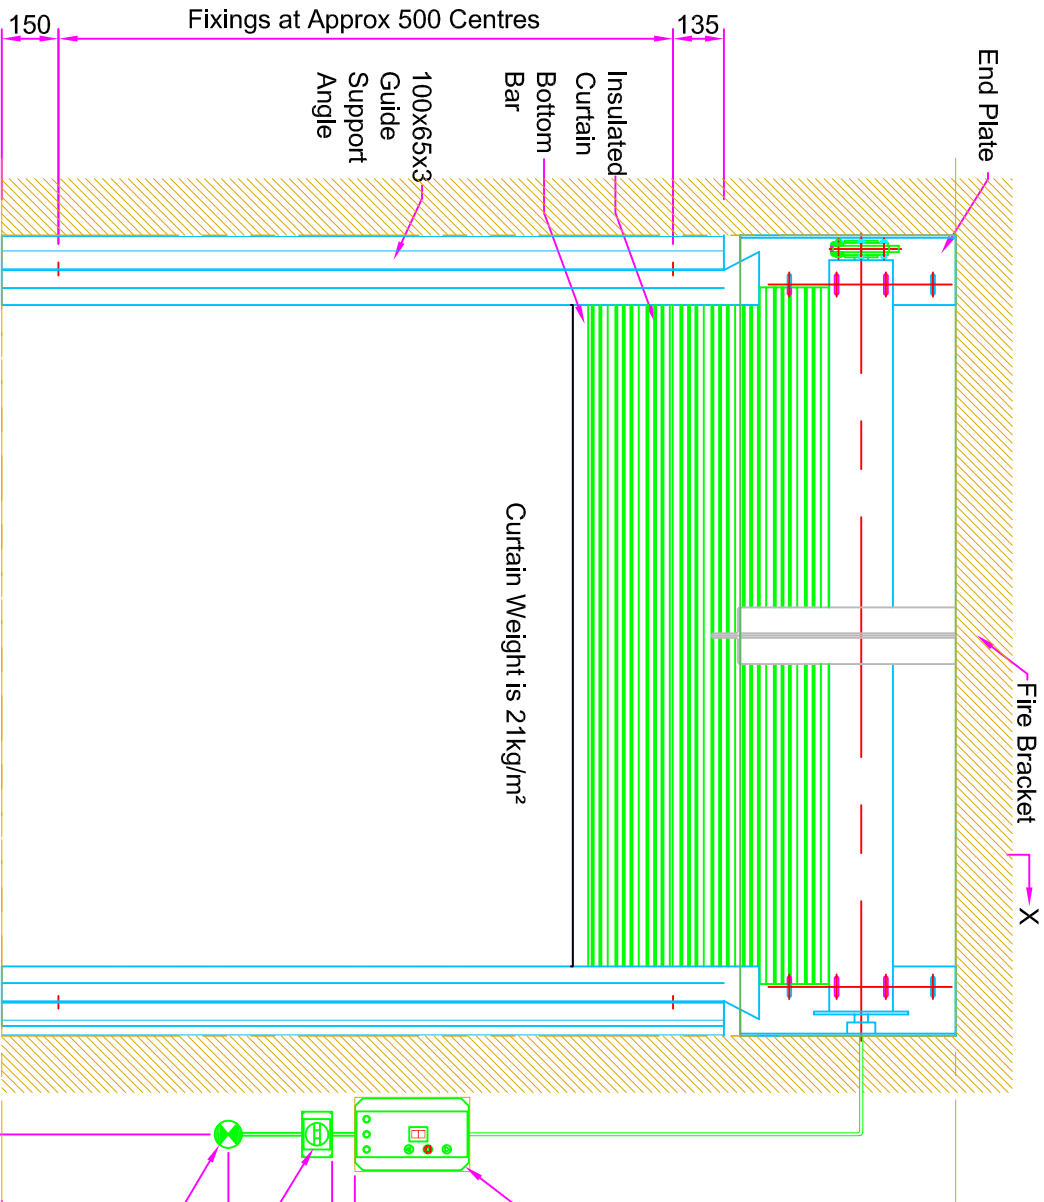 150
Fixings at Approx 500 Centres
135
End Plate
Insulated
Curtain
Bottom
Bar
100x65x3
Guide
Support
Angle
Fire Bracket
X
Curtain Weight is 21kg/m²